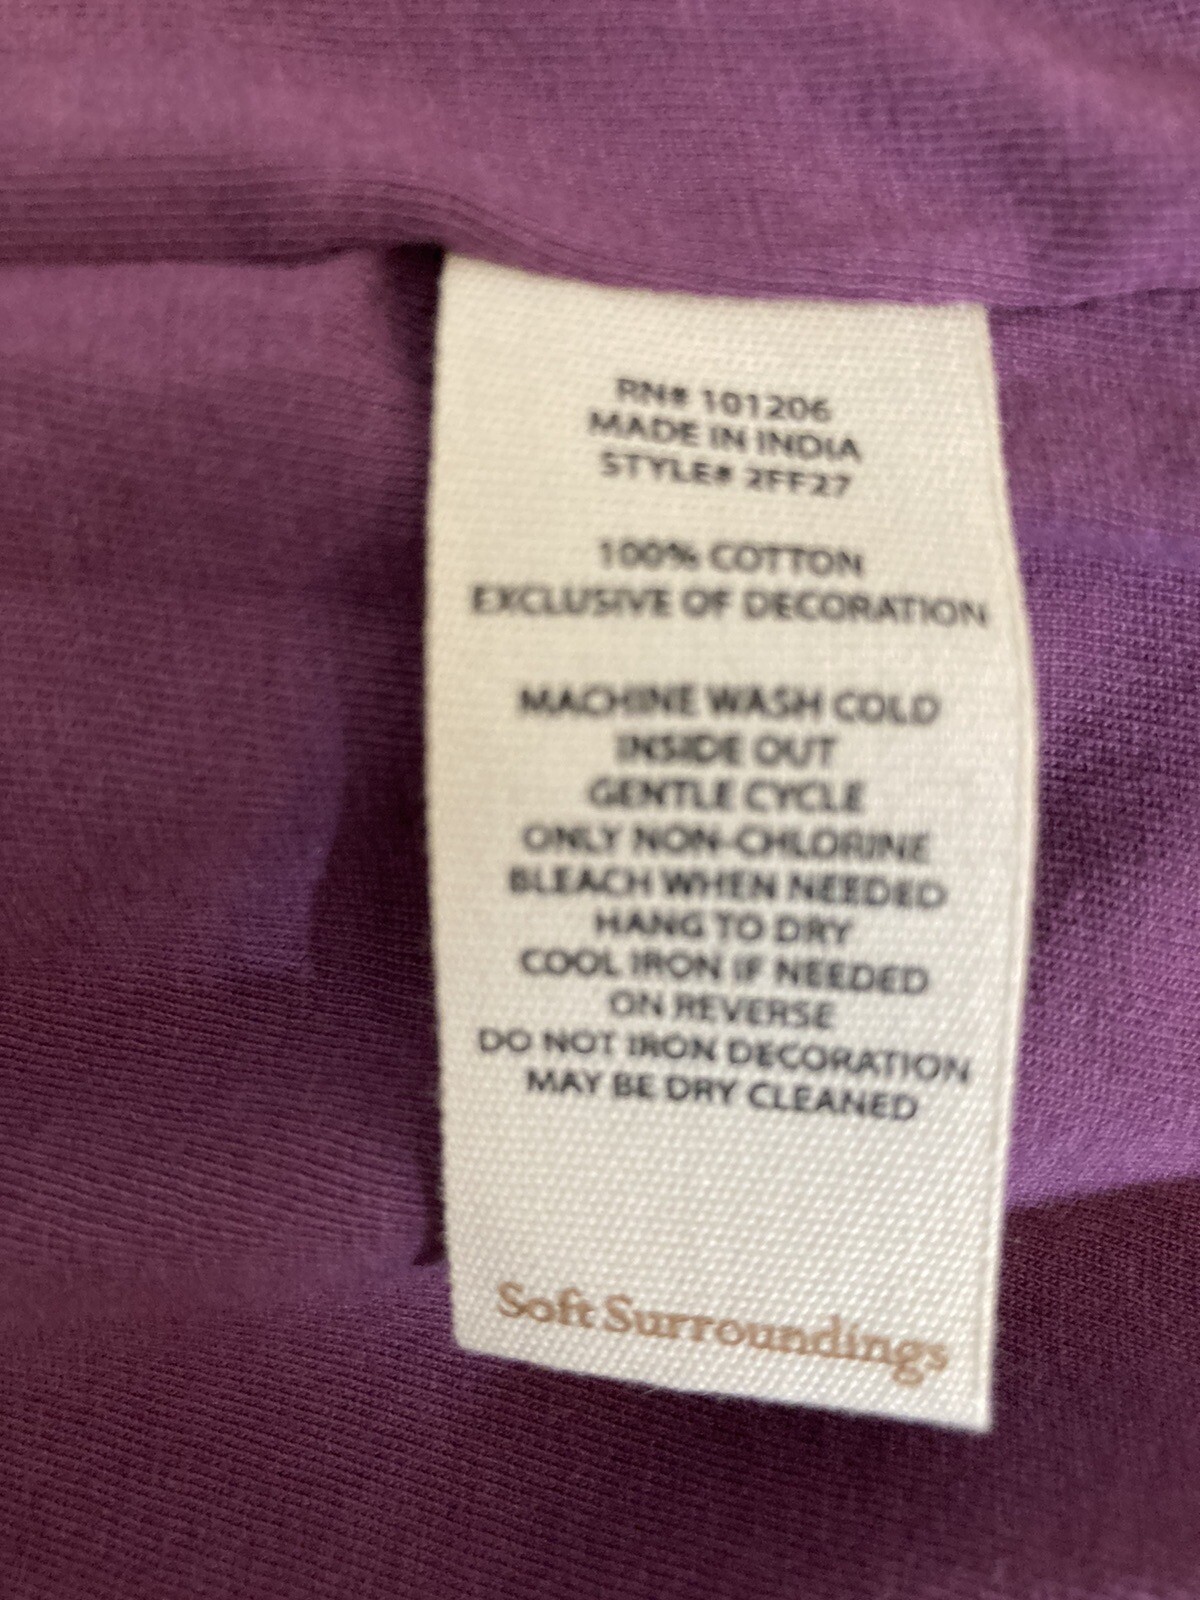 RN# 101206
MADE IN INDIA
STYLE# 2FF27
100% COTTON
EXCLUSIVE OF DECORATION
MACHINE WASH COLD
INSIDE OUT
GENTLE CYCLE
ONLY NON-CHLORINE
BLEACH WHEN NEEDED
HANG TO DRY
COOL IRON IF NEEDED
ON REVERSE
DO NOT IRON DECORATION
MAY BE DRY CLEANED
Soft Surroundings